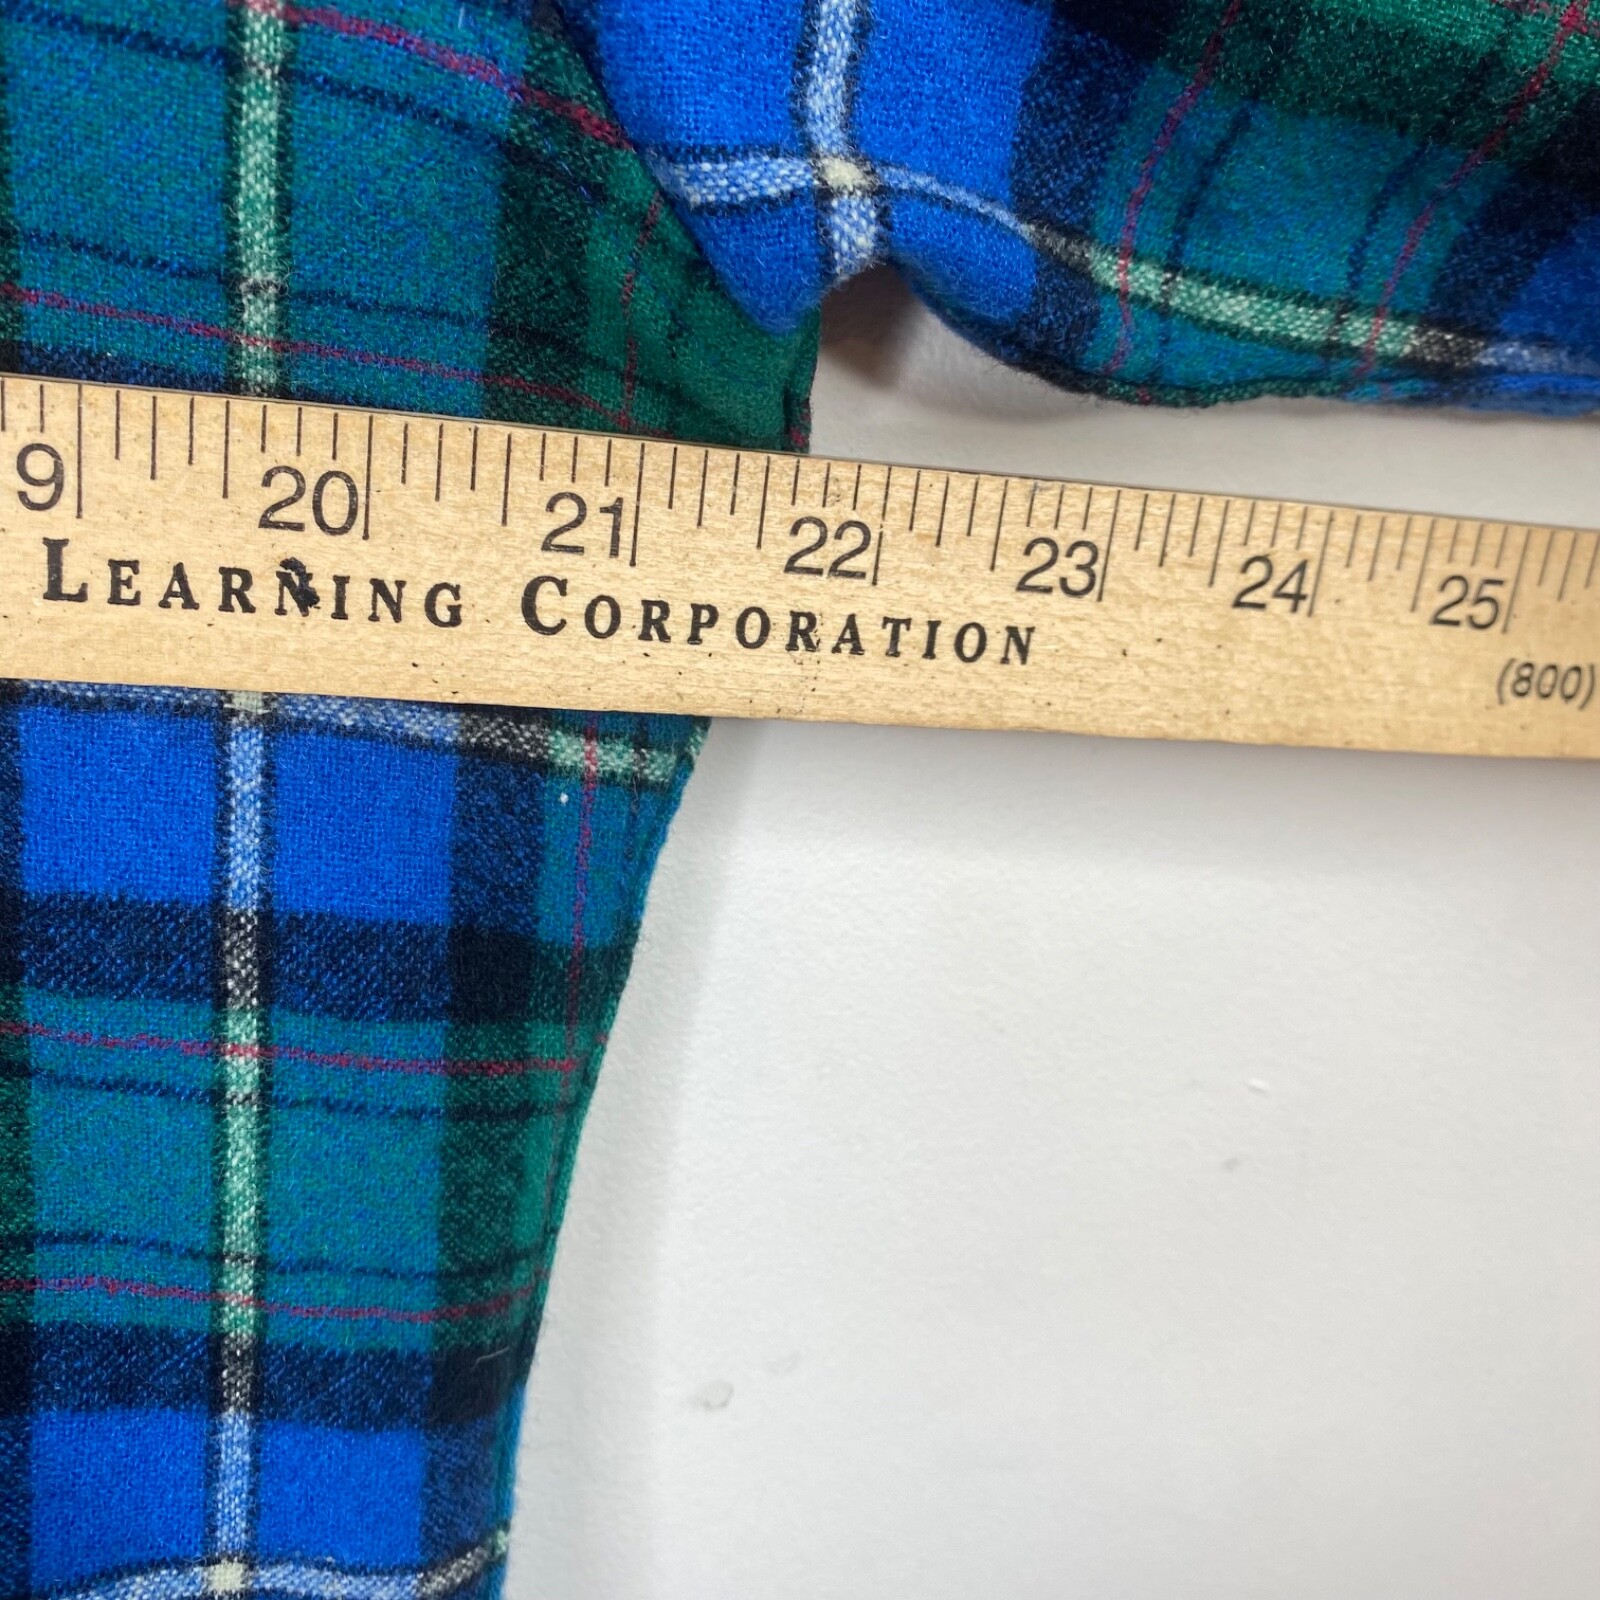 9 20 21 22 23 24 25
LEARNING CORPORATION
(800)